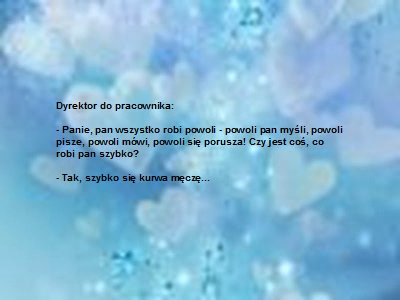 Dyrektor do pracownika:
- Panie, pan wszystko robi powoli - powoli pan myśli, powoli
pisze, powoli mówi, powoli się porusza! Czy jest coś, co
robi pan szybko?
- Tak, szybko się kurwa męczę...